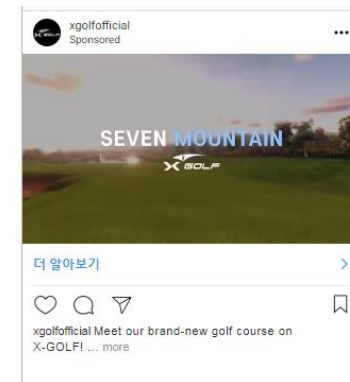 xgolfofficial
Sponsored
SEVEN MOUNTAIN
X GOLF
더 알아보기
xgolfofficial Meet our brand-new golf course on
X-GOLF! ... more